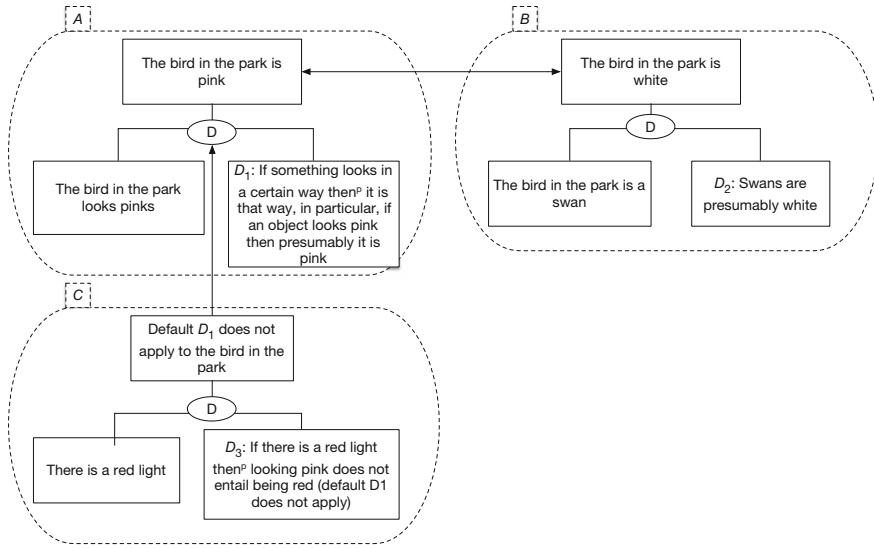 A
The bird in the park is
pink
D
The bird in the park
looks pinks
D1: If something looks in
a certain way thenᵖ it is
that way, in particular, if
an object looks pink
then presumably it is
pink
B
The bird in the park is
white
D
The bird in the park is a
swan
D2: Swans are
presumably white
C
Default D1 does not
apply to the bird in the
park
D
There is a red light
D3: If there is a red light
thenᵖ looking pink does not
entail being red (default D1
does not apply)